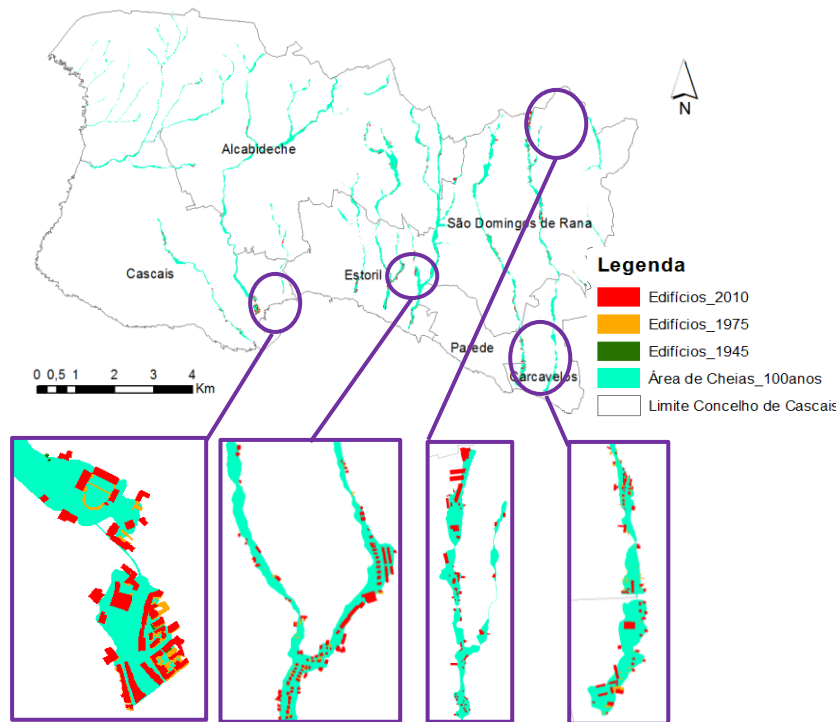 N
Alcabideche
São Domingos de Rana
Cascais
Estoril
Parede
Carcavelos
0 0,5 1 2 3 4
Km
Legenda
Edifícios_2010
Edifícios_1975
Edifícios_1945
Área de Cheias_100anos
Limite Concelho de Cascais